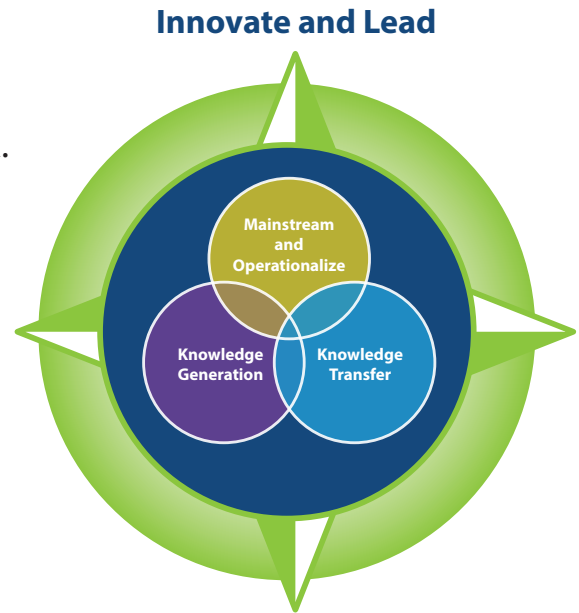 Innovate and Lead
.
Mainstream
and
Operationalize
Knowledge
Generation
Knowledge
Transfer